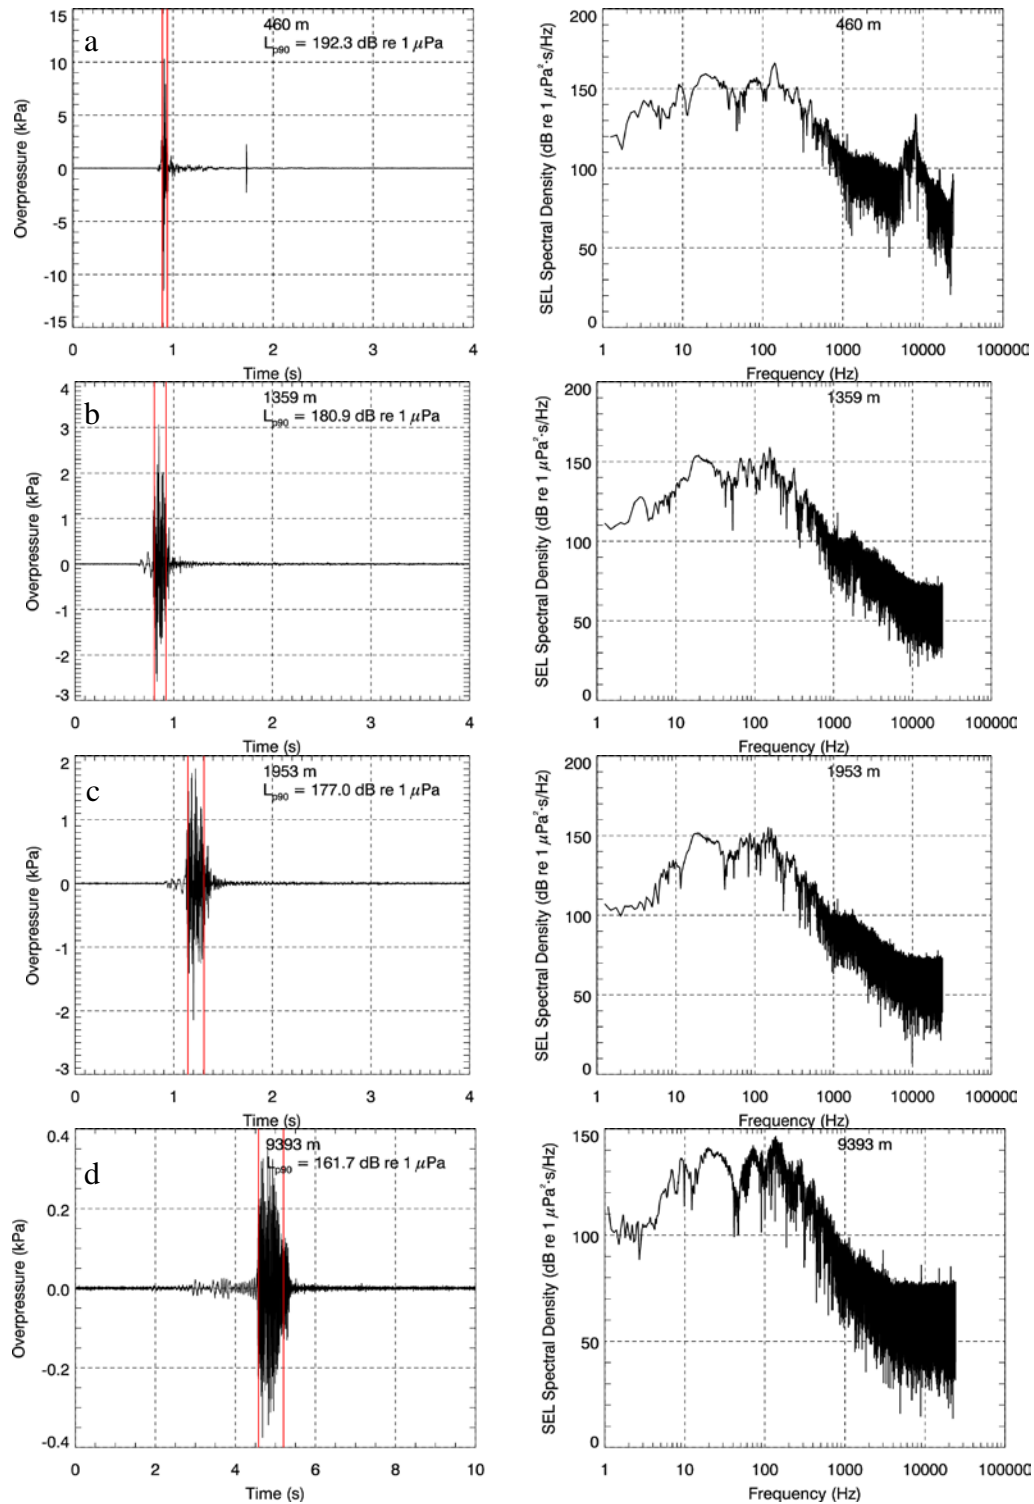 a
460 m
Lp90 = 192.3 dB re 1 μPa
Overpressure (kPa)
15
10
5
0
-5
-10
-15
0 1 2 3 4
Time (s)
460 m
SEL Spectral Density (dB re 1 μPa²·s/Hz)
200
150
100
50
0
1 10 100 1000 10000 100000
Frequency (Hz)
b
1359 m
Lp90 = 180.9 dB re 1 μPa
Overpressure (kPa)
4
3
2
1
0
-1
-2
-3
0 1 2 3 4
Time (s)
1359 m
SEL Spectral Density (dB re 1 μPa²·s/Hz)
200
150
100
50
0
1 10 100 1000 10000 100000
Frequency (Hz)
c
1953 m
Lp90 = 177.0 dB re 1 μPa
Overpressure (kPa)
2
1
0
-1
-2
-3
0 1 2 3 4
Time (s)
1953 m
SEL Spectral Density (dB re 1 μPa²·s/Hz)
200
150
100
50
0
1 10 100 1000 10000 100000
Frequency (Hz)
d
9393 m
Lp90 = 161.7 dB re 1 μPa
Overpressure (kPa)
0.4
0.2
0.0
-0.2
-0.4
0 2 4 6 8 10
Time (s)
9393 m
SEL Spectral Density (dB re 1 μPa²·s/Hz)
150
100
50
0
1 10 100 1000 10000 100000
Frequency (Hz)